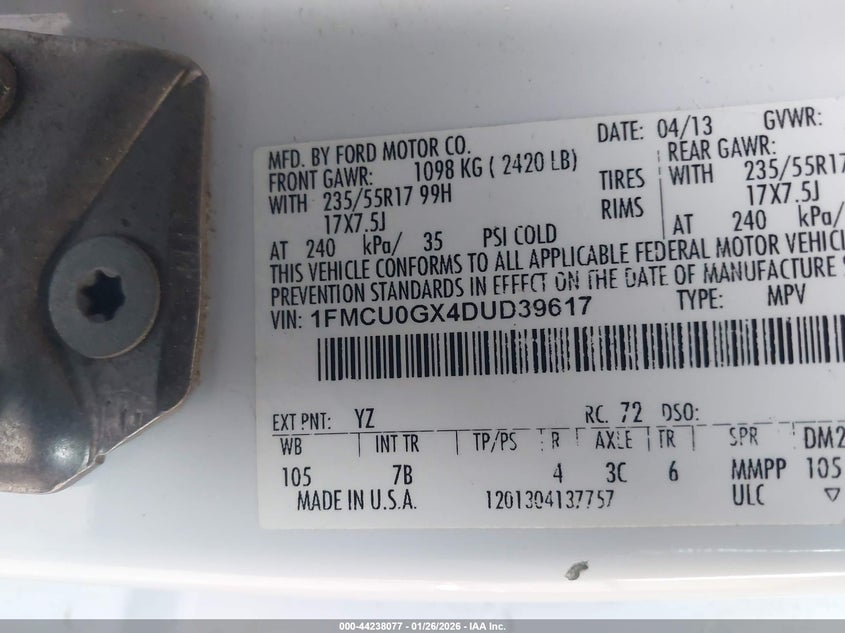 MFD. BY FORD MOTOR CO. DATE: 04/13 GVWR:
FRONT GAWR: 1098 KG ( 2420 LB) REAR GAWR:
WITH 235/55R17 99H TIRES WITH 235/55R17
17X7.5J RIMS 17X7.5J
AT 240 kPa/ 35 PSI COLD AT 240 kPa/
THIS VEHICLE CONFORMS TO ALL APPLICABLE FEDERAL MOTOR VEHICL
PREVENTION STANDARDS IN EFFECT ON THE DATE OF MANUFACTURE
VIN: 1FMCU0GX4DUD39617 TYPE: MPV
EXT PNT: YZ RC: 72 DSO:
WB INT TR TP/PS R AXLE TR SPR DM2
105 7B 4 3C 6 MMPP 105
MADE IN U.S.A. 1201304137757 ULC
000-44238077 - 01/26/2026 - IAA Inc.